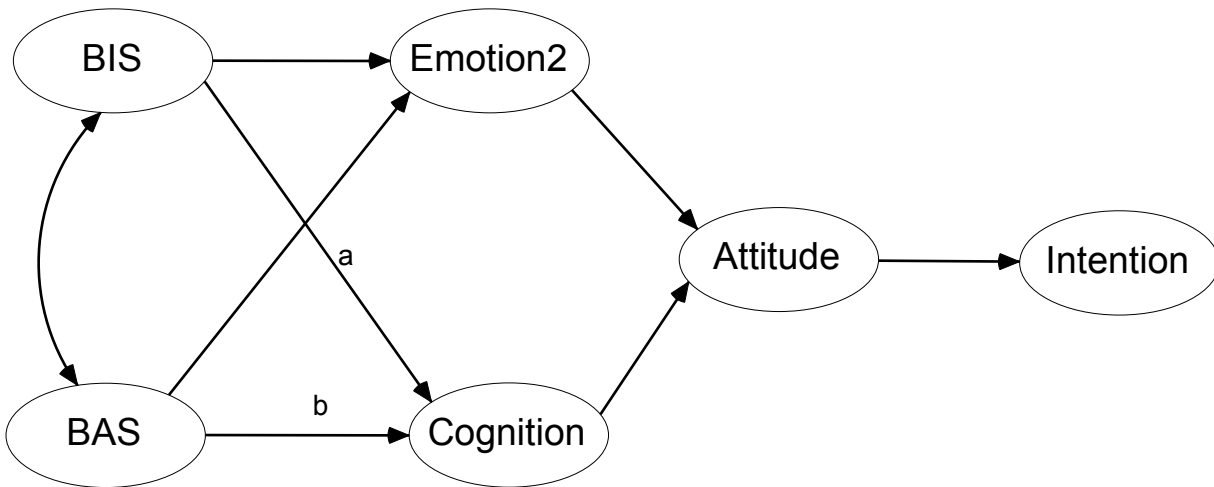 BIS
Emotion2
a
Attitude
Intention
b
BAS
Cognition